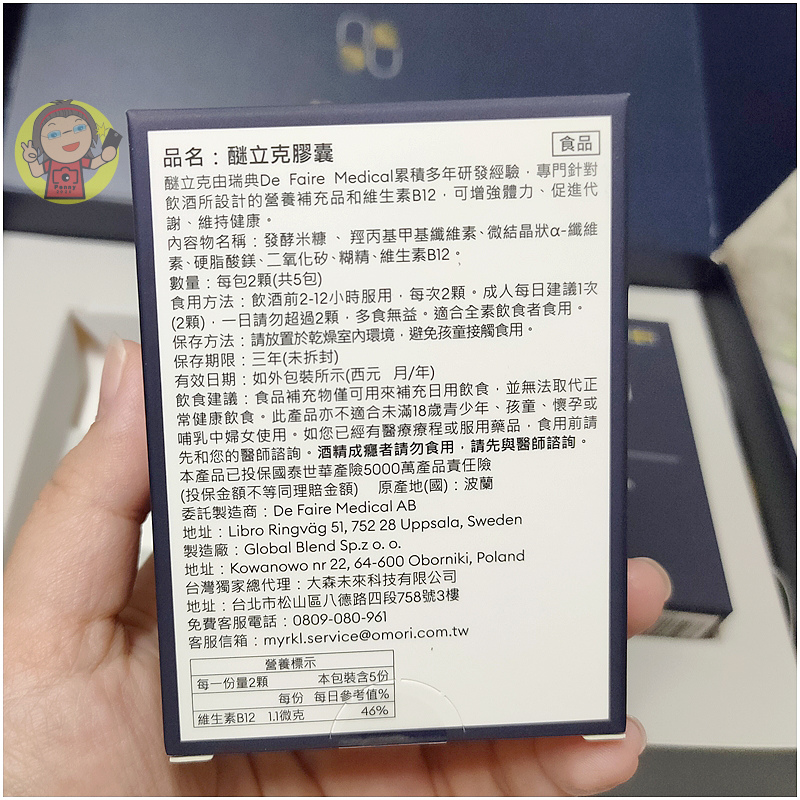 食品
品名：醚立克膠囊
醚立克由瑞典De Faire Medical累積多年研發經驗，專門針對
飲酒所設計的營養補充品和維生素B12，可增強體力、促進代
謝、維持健康。
內容物名稱：發酵米糠、羥丙基甲基纖維素、微結晶狀α-纖維
素、硬脂酸鎂、二氧化矽、糊精、維生素B12。
數量：每包2顆(共5包)
食用方法：飲酒前2-12小時服用，每次2顆。成人每日建議1次
(2顆)，一日請勿超過2顆，多食無益。適合全素飲食者食用。
保存方法：請放置於乾燥室內環境，避免孩童接觸食用。
保存期限：三年(未拆封)
有效日期：如外包裝所示(西元 月/年)
飲食建議：食品補充物僅可用來補充日用飲食，並無法取代正
常健康飲食。此產品亦不適合未滿18歲青少年、孩童、懷孕或
哺乳中婦女使用。如您已經有醫療療程或服用藥品，食用前請
先和您的醫師諮詢。酒精成癮者請勿食用，請先與醫師諮詢。
本產品已投保國泰世華產險5000萬產品責任險
(投保金額不等同理賠金額) 原產地(國)：波蘭
委託製造商：De Faire Medical AB
地址：Libro Ringväg 51, 752 28 Uppsala, Sweden
製造廠：Global Blend Sp.z o. o.
地址：Kowanowo nr 22, 64-600 Oborniki, Poland
台灣獨家總代理：大森未來科技有限公司
地址：台北市松山區八德路四段758號3樓
免費客服電話：0809-080-961
客服信箱：myrkl.service@omori.com.tw
營養標示
每一份量2顆 本包裝含5份
每份 每日參考值%
維生素B12 1.1微克 46%
Penny